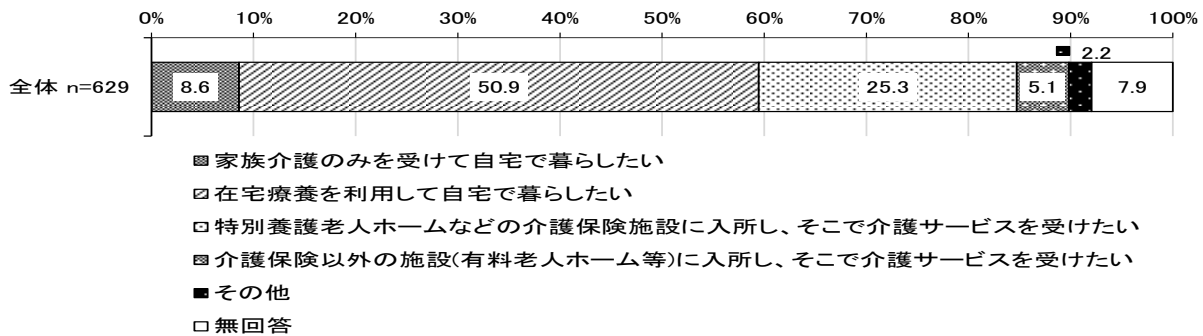 0% 10% 20% 30% 40% 50% 60% 70% 80% 90% 100%
2.2
全体 n=629 8.6 50.9 25.3 5.1 7.9
家族介護のみを受けて自宅で暮らしたい
在宅療養を利用して自宅で暮らしたい
特別養護老人ホームなどの介護保険施設に入所し、そこで介護サービスを受けたい
介護保険以外の施設(有料老人ホーム等)に入所し、そこで介護サービスを受けたい
その他
無回答